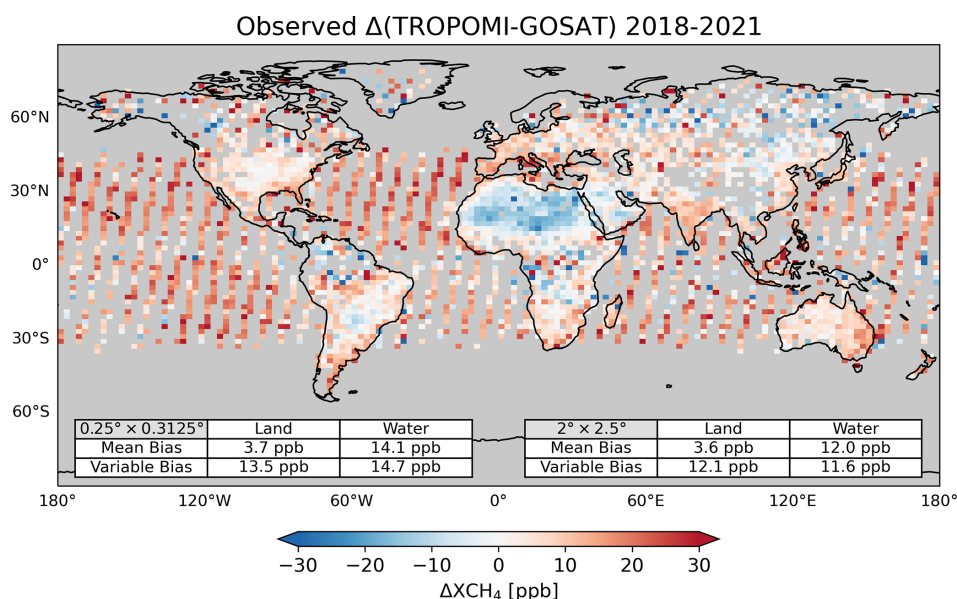 Observed Δ(TROPOMI-GOSAT) 2018-2021
60°N
30°N
0°
30°S
60°S
0.25° × 0.3125° Land Water
Mean Bias 3.7 ppb 14.1 ppb
Variable Bias 13.5 ppb 14.7 ppb
2° × 2.5° Land Water
Mean Bias 3.6 ppb 12.0 ppb
Variable Bias 12.1 ppb 11.6 ppb
180° 120°W 60°W 0° 60°E 120°E 180°
−30 −20 −10 0 10 20 30
ΔXCH₄ [ppb]